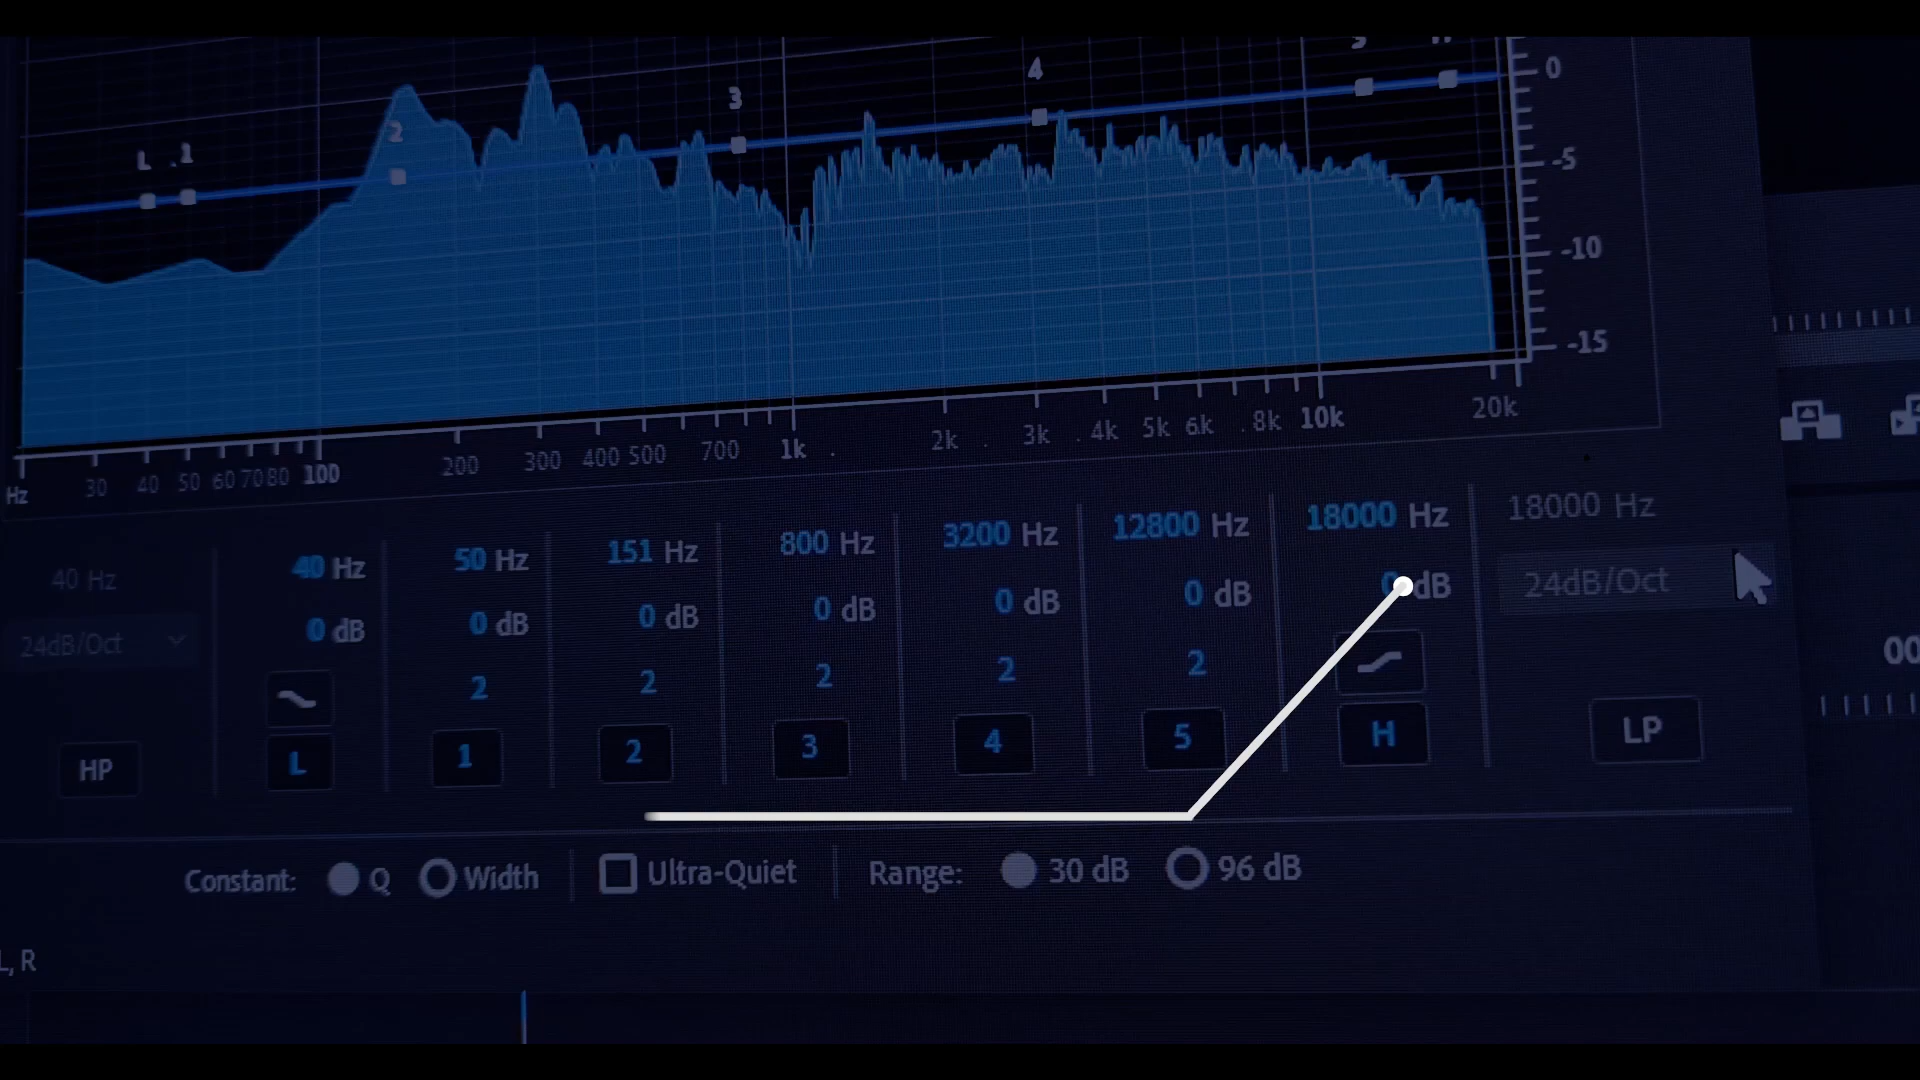 4
3
2
L 1
0
-5
-10
-15
Hz 30 40 50 60 70 80 100 200 300 400 500 700 1k 2k 3k 4k 5k 6k 8k 10k 20k
40 Hz 40 Hz 50 Hz 151 Hz 800 Hz 3200 Hz 12800 Hz 18000 Hz 18000 Hz
24dB/Oct 0 dB 0 dB 0 dB 0 dB 0 dB 0 dB 0 dB 24dB/Oct
2 2 2 2 2
HP L 1 2 3 4 5 H LP
00
Constant: Q Width Ultra-Quiet Range: 30 dB 96 dB
L, R